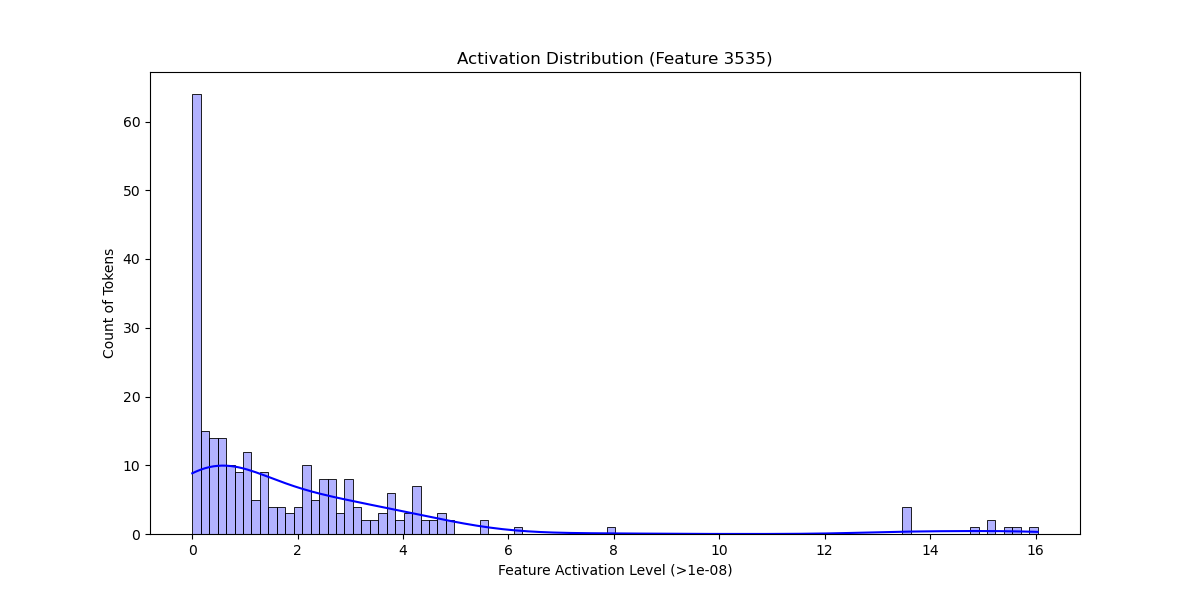 Activation Distribution (Feature 3535)
Count of Tokens
60
50
40
30
20
10
0
0 2 4 6 8 10 12 14 16
Feature Activation Level (>1e-08)